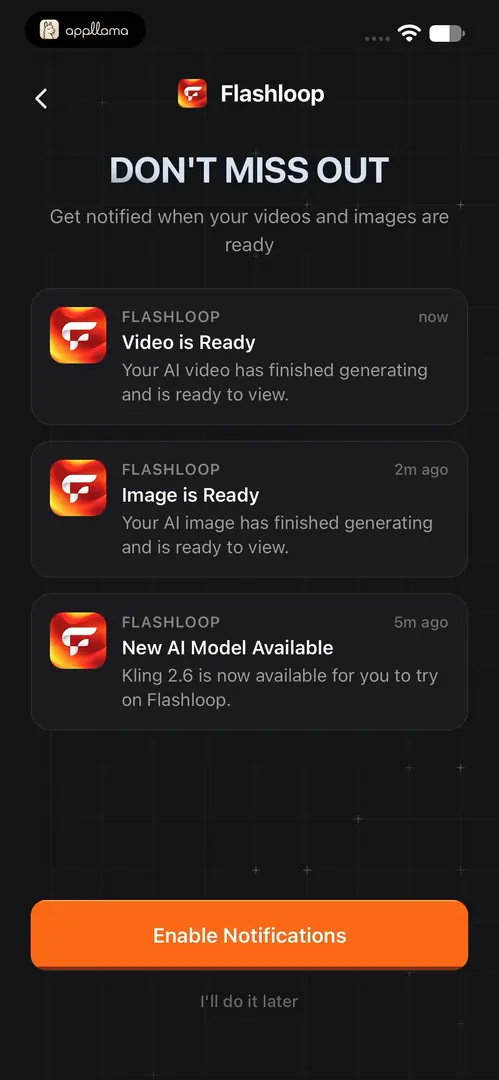 appllama
Flashloop
DON'T MISS OUT
Get notified when your videos and images are
ready
FLASHLOOP now
Video is Ready
Your AI video has finished generating
and is ready to view.
FLASHLOOP 2m ago
Image is Ready
Your AI image has finished generating
and is ready to view.
FLASHLOOP 5m ago
New AI Model Available
Kling 2.6 is now available for you to try
on Flashloop.
Enable Notifications
I'll do it later